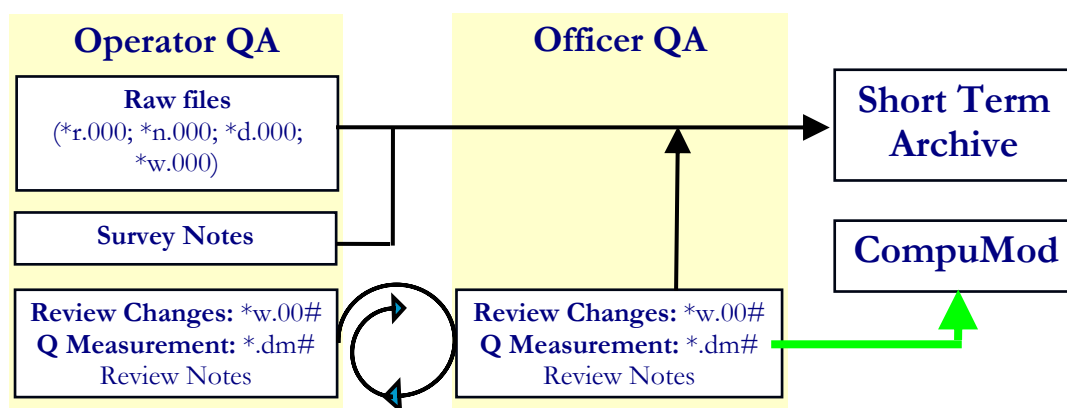 Operator QA
Raw files
(*r.000; *n.000; *d.000;
*w.000)
Survey Notes
Review Changes: *w.00#
Q Measurement: *.dm#
Review Notes
Officer QA
Review Changes: *w.00#
Q Measurement: *.dm#
Review Notes
Short Term
Archive
CompuMod